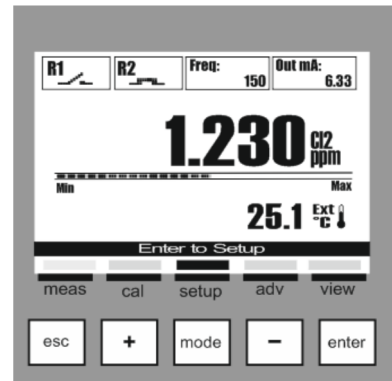 R1 R2 Freq: 150 Out mA: 6.33
1.230 Cl2 ppm
Min Max
25.1 Ext °C
Enter to Setup
meas cal setup adv view
esc + mode - enter